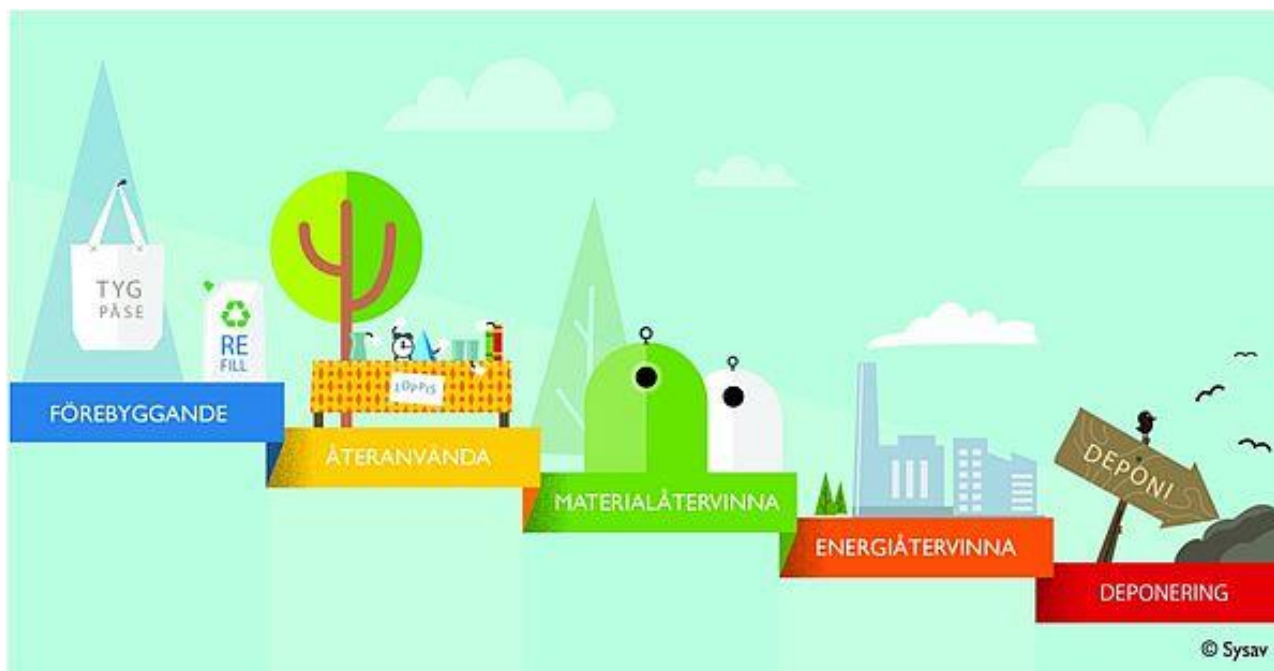 TYG
PÅSE
RE
FILL
FÖREBYGGANDE
LOPPIS
ÅTERANVÄNDA
MATERIALÅTERVINNA
ENERGIÅTERVINNA
DEPONI
DEPONERING
© Sysav